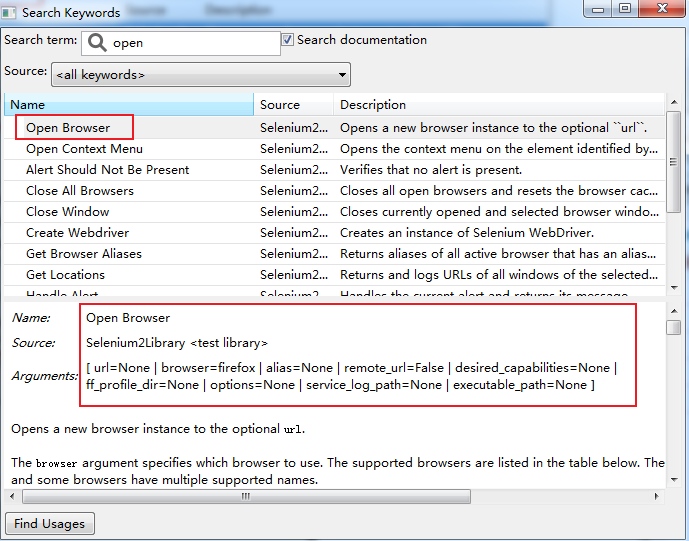 Search Keywords
Search term: open Search documentation
Source: <all keywords>
Name Source Description
Open Browser Selenium2... Opens a new browser instance to the optional ``url``.
Open Context Menu Selenium2... Opens the context menu on the element identified by...
Alert Should Not Be Present Selenium2... Verifies that no alert is present.
Close All Browsers Selenium2... Closes all open browsers and resets the browser cac...
Close Window Selenium2... Closes currently opened and selected browser windo...
Create Webdriver Selenium2... Creates an instance of Selenium WebDriver.
Get Browser Aliases Selenium2... Returns aliases of all active browser that has an alias...
Get Locations Selenium2... Returns and logs URLs of all windows of the selected...
Handle Alert Selenium2... Handles the current alert and returns its message.
Name: Open Browser
Source: Selenium2Library <test library>
Arguments: [ url=None | browser=firefox | alias=None | remote_url=False | desired_capabilities=None |
ff_profile_dir=None | options=None | service_log_path=None | executable_path=None ]
Opens a new browser instance to the optional url.
The browser argument specifies which browser to use. The supported browsers are listed in the table below. The
and some browsers have multiple supported names.
Find Usages